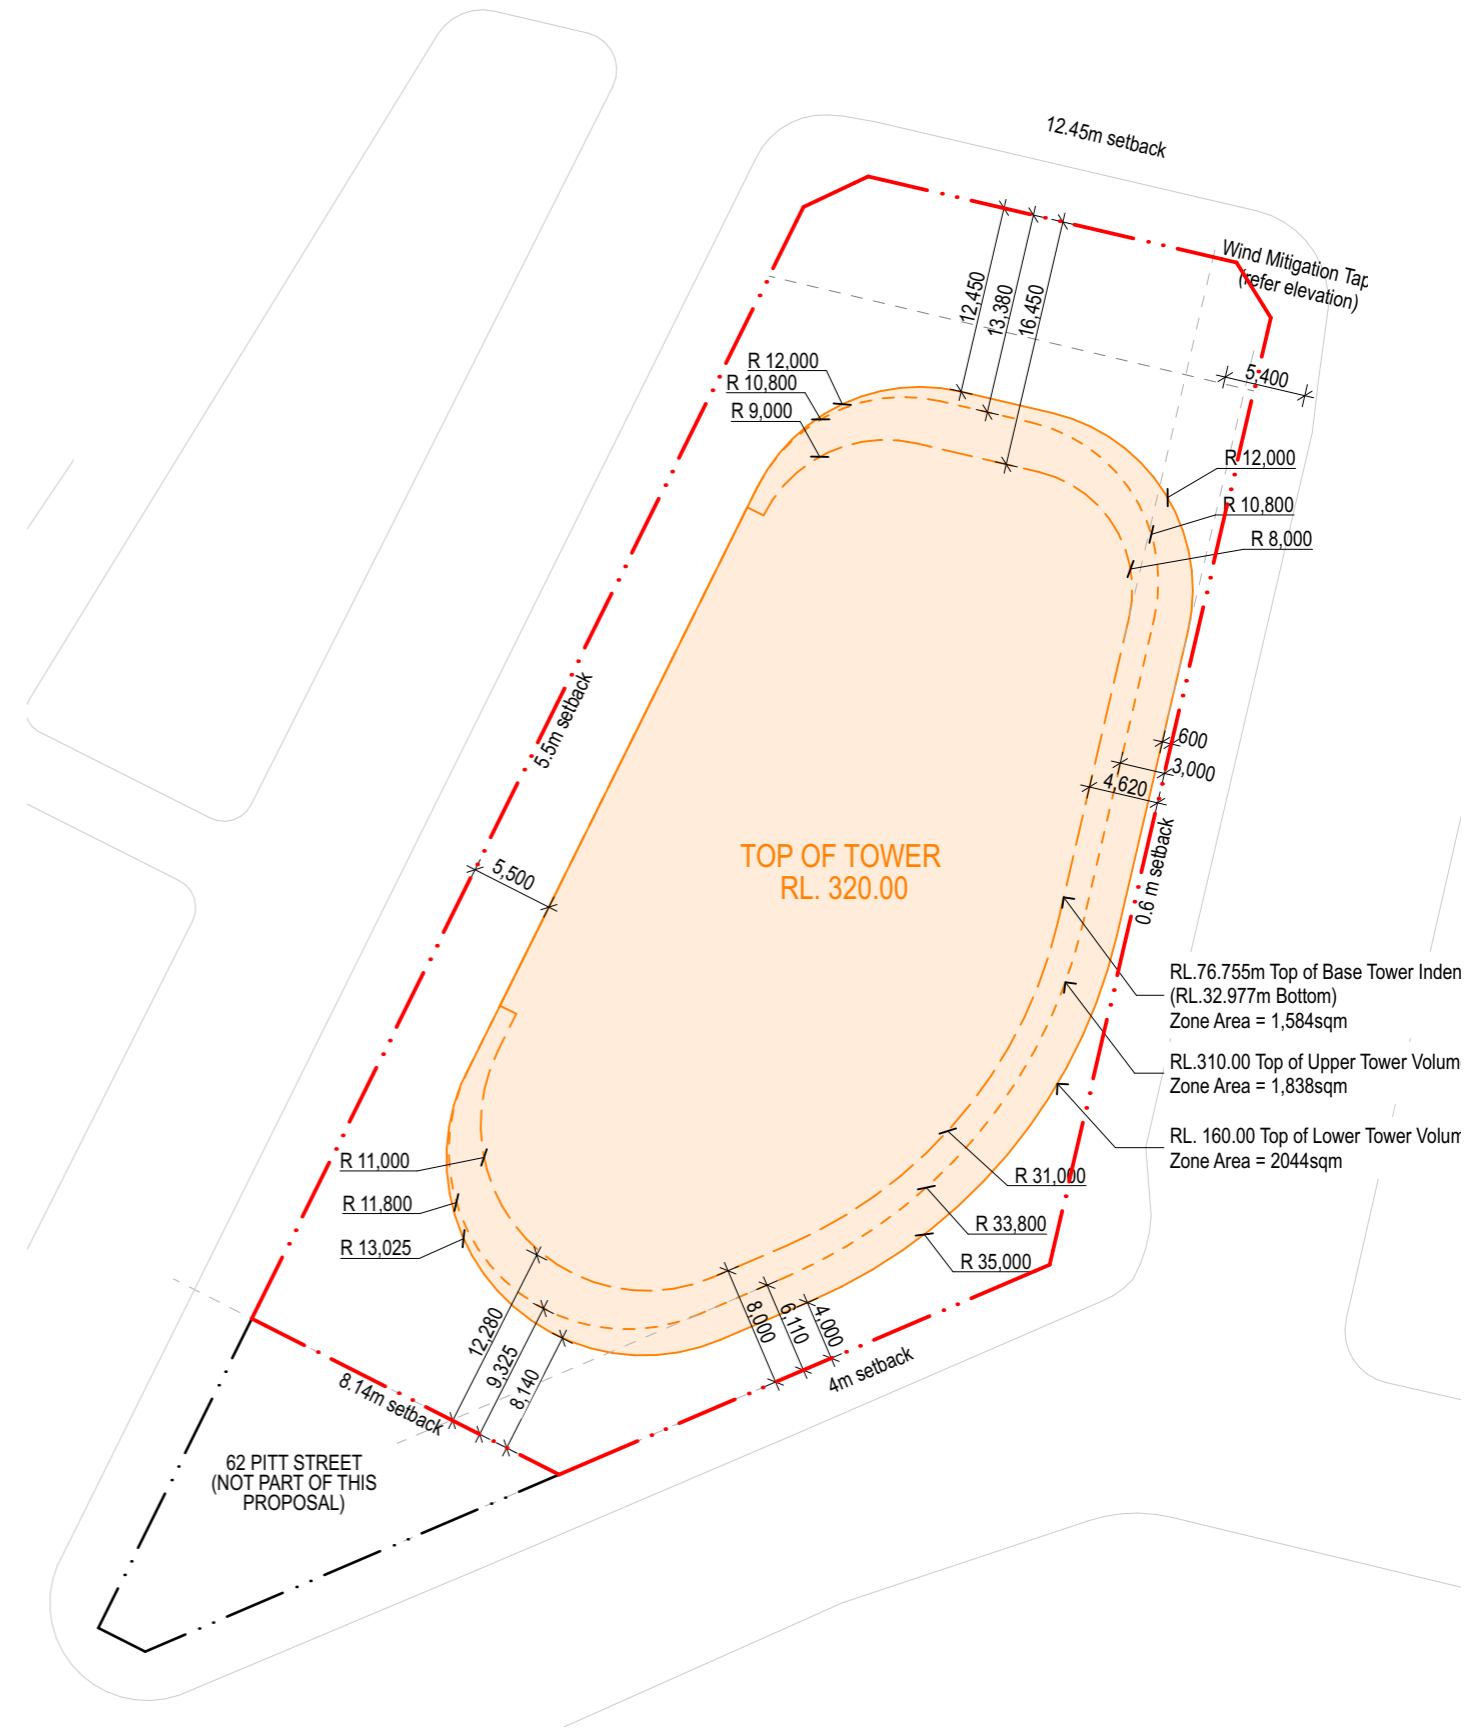 12.45m setback
Wind Mitigation Tap
(refer elevation)
12,450
13,380
16,450
5,400
R 12,000
R 10,800
R 9,000
R 12,000
R 10,800
R 8,000
5.5m setback
600
3,000
4,620
0.6 m setback
TOP OF TOWER
RL. 320.00
5,500
RL.76.755m Top of Base Tower Inden
(RL.32.977m Bottom)
Zone Area = 1,584sqm
RL.310.00 Top of Upper Tower Volum
Zone Area = 1,838sqm
RL. 160.00 Top of Lower Tower Volum
Zone Area = 2044sqm
R 11,000
R 11,800
R 13,025
R 31,000
R 33,800
R 35,000
12,280
9,325
8,140
8,000
6,110
4,000
4m setback
8.14m setback
62 PITT STREET
(NOT PART OF THIS
PROPOSAL)